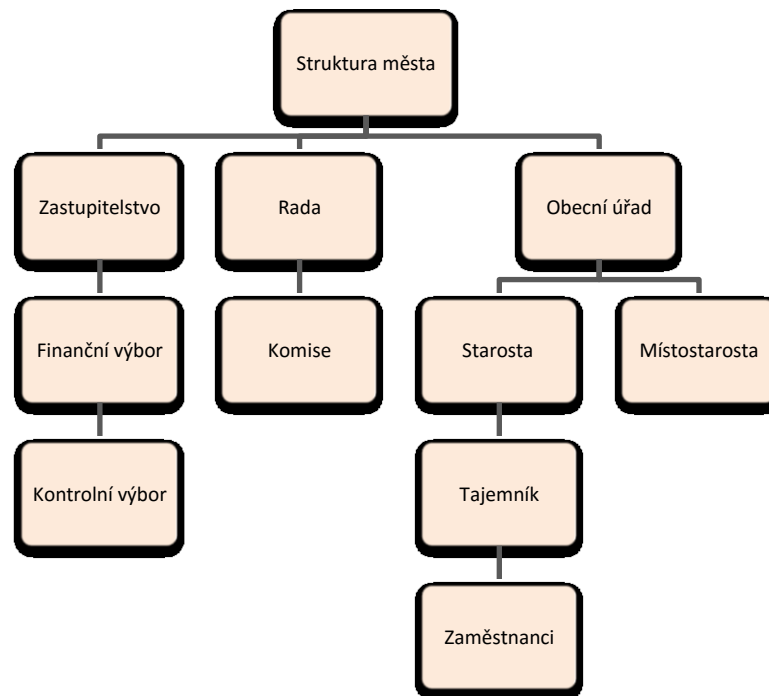 Struktura města
Zastupitelstvo
Rada
Obecní úřad
Finanční výbor
Komise
Starosta
Místostarosta
Kontrolní výbor
Tajemník
Zaměstnanci